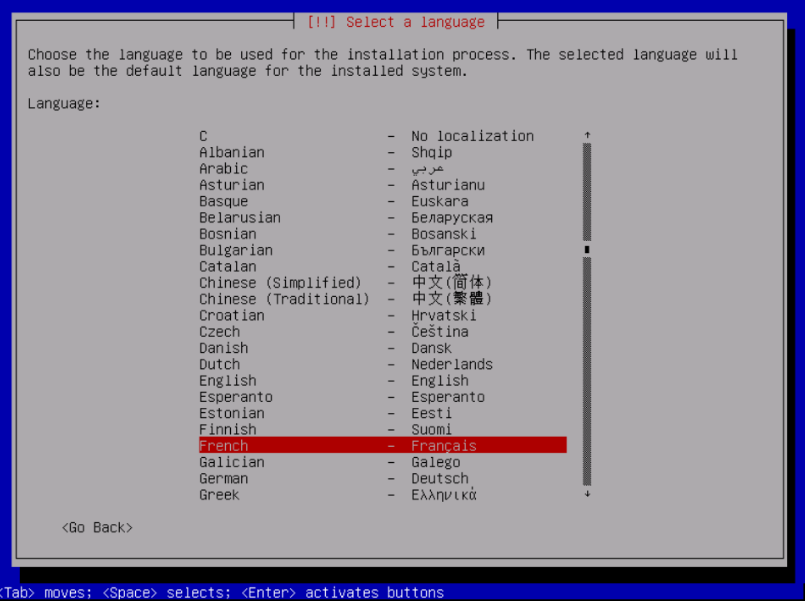 [!!] Select a language
Choose the language to be used for the installation process. The selected language will
also be the default language for the installed system.
Language:
C - No localization
Albanian - Shqip
Arabic - عربي
Asturian - Asturianu
Basque - Euskara
Belarusian - Беларуская
Bosnian - Bosanski
Bulgarian - Български
Catalan - Català
Chinese (Simplified) - 中文(简体)
Chinese (Traditional) - 中文(繁體)
Croatian - Hrvatski
Czech - Čeština
Danish - Dansk
Dutch - Nederlands
English - English
Esperanto - Esperanto
Estonian - Eesti
Finnish - Suomi
French - Français
Galician - Galego
German - Deutsch
Greek - Ελληνικά
<Go Back>
<Tab> moves; <Space> selects; <Enter> activates buttons